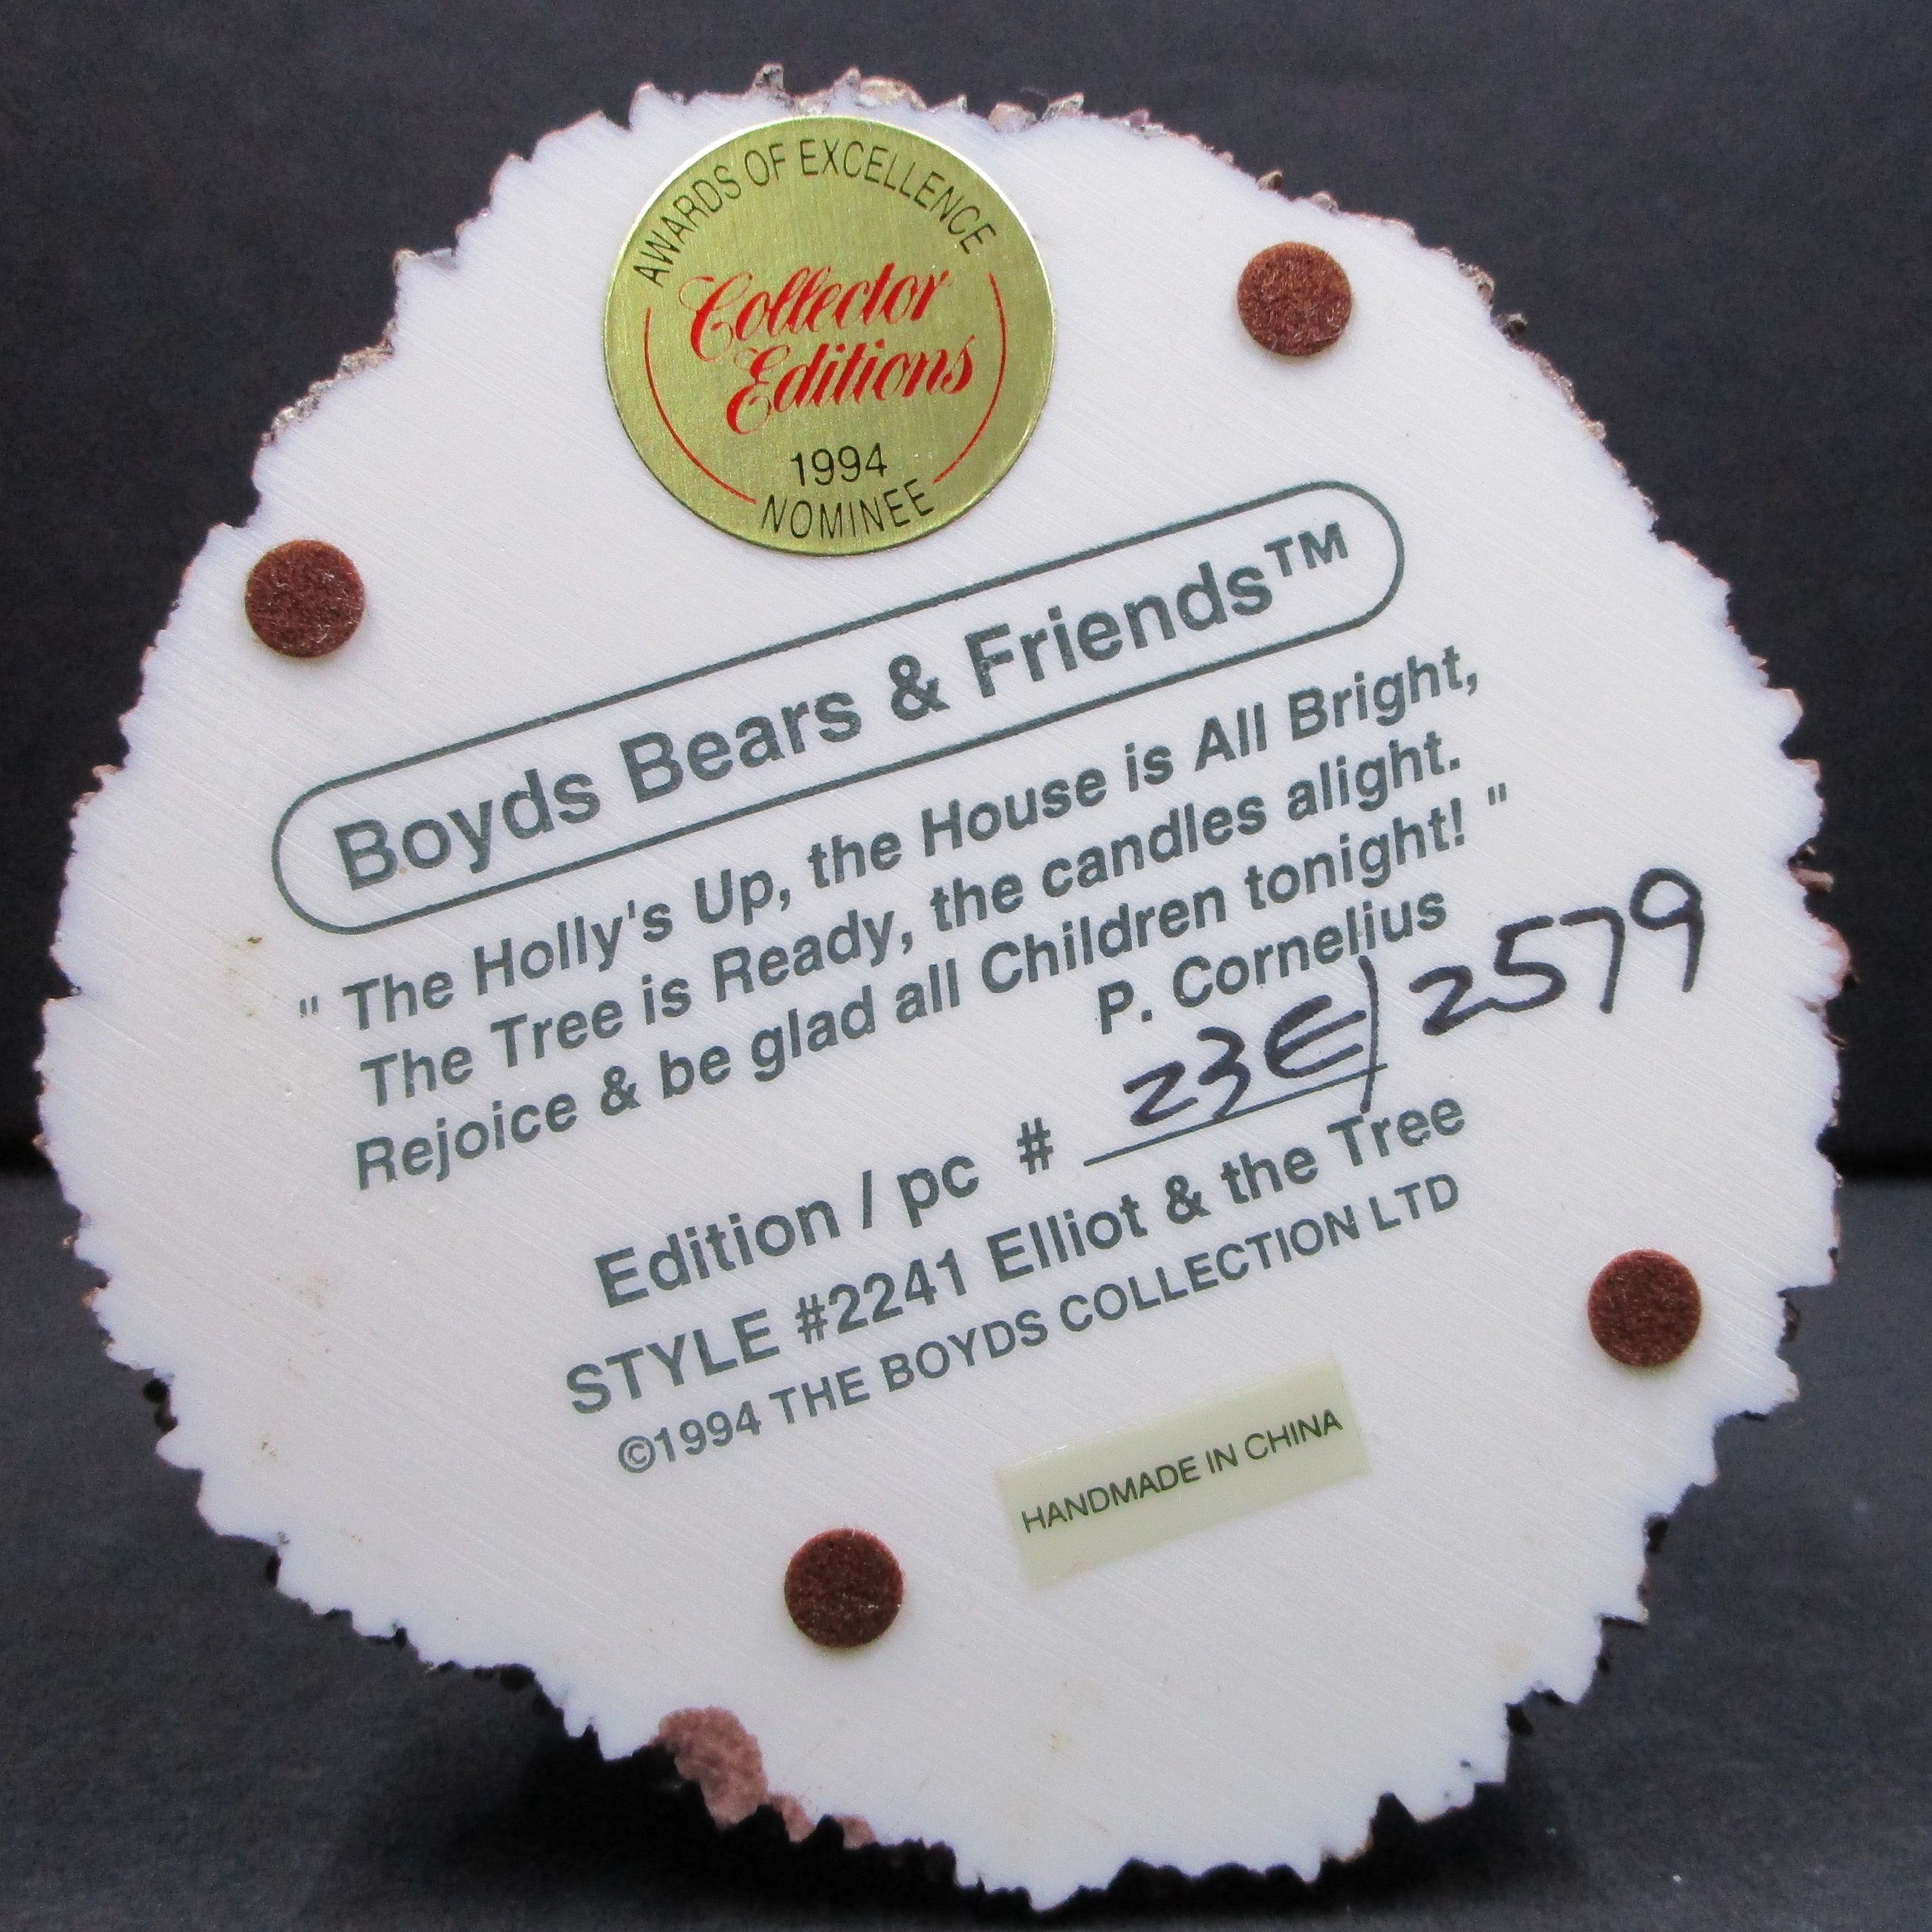 AWARDS OF EXCELLENCE
Collector
Editions
1994
NOMINEE
Boyds Bears & Friends™
" The Holly's Up, the House is All Bright,
The Tree is Ready, the candles alight.
Rejoice & be glad all Children tonight! "
P. Cornelius
Edition / pc # 23E/2579
STYLE #2241 Elliot & the Tree
©1994 THE BOYDS COLLECTION LTD
HANDMADE IN CHINA